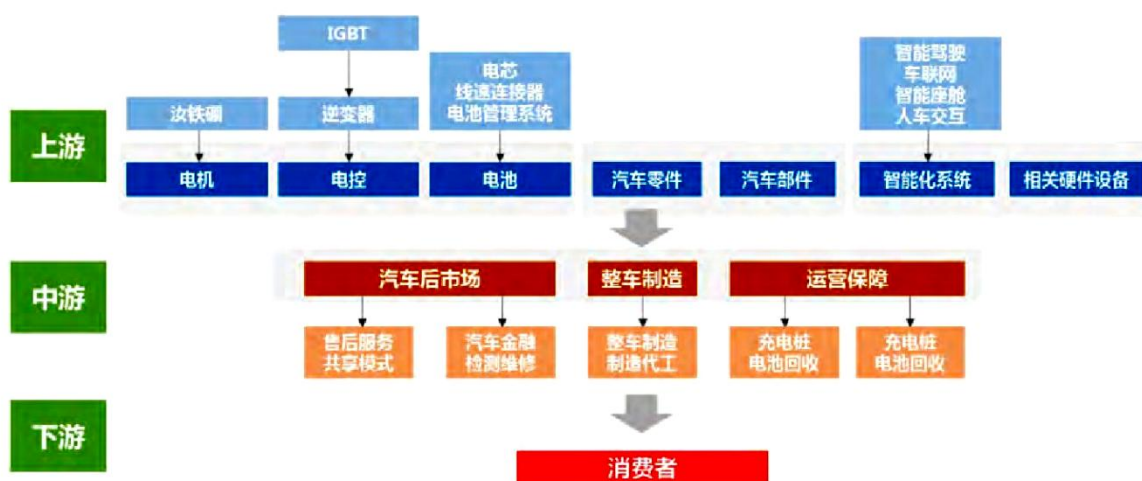 IGBT
电芯
线速连接器
电池管理系统
智能驾驶
车联网
智能座舱
人车交互
汝铁硼
逆变器
上游
电机
电控
电池
汽车零件
汽车部件
智能化系统
相关硬件设备
中游
汽车后市场
整车制造
运营保障
售后服务
共享模式
汽车金融
检测维修
整车制造
制造代工
充电桩
电池回收
充电桩
电池回收
下游
消费者